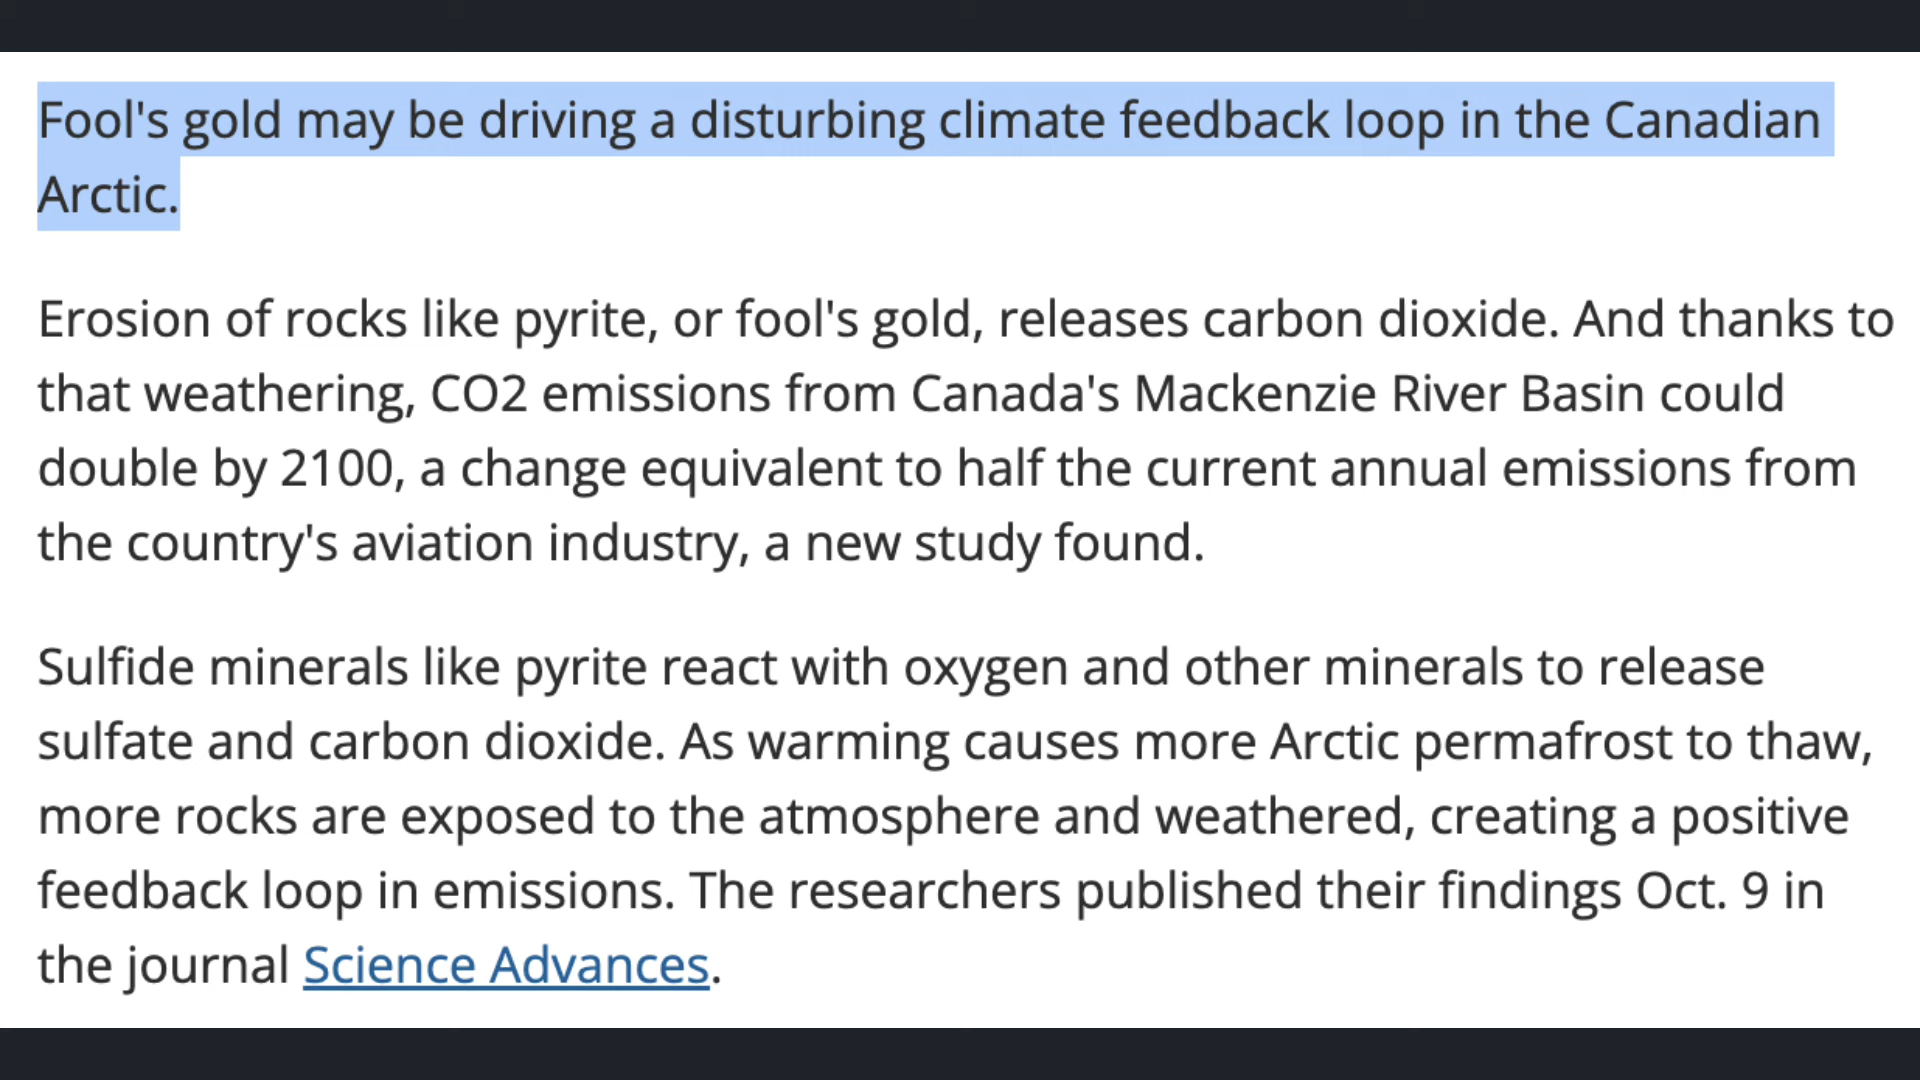 Fool's gold may be driving a disturbing climate feedback loop in the Canadian
Arctic.
Erosion of rocks like pyrite, or fool's gold, releases carbon dioxide. And thanks to
that weathering, CO2 emissions from Canada's Mackenzie River Basin could
double by 2100, a change equivalent to half the current annual emissions from
the country's aviation industry, a new study found.
Sulfide minerals like pyrite react with oxygen and other minerals to release
sulfate and carbon dioxide. As warming causes more Arctic permafrost to thaw,
more rocks are exposed to the atmosphere and weathered, creating a positive
feedback loop in emissions. The researchers published their findings Oct. 9 in
the journal Science Advances.